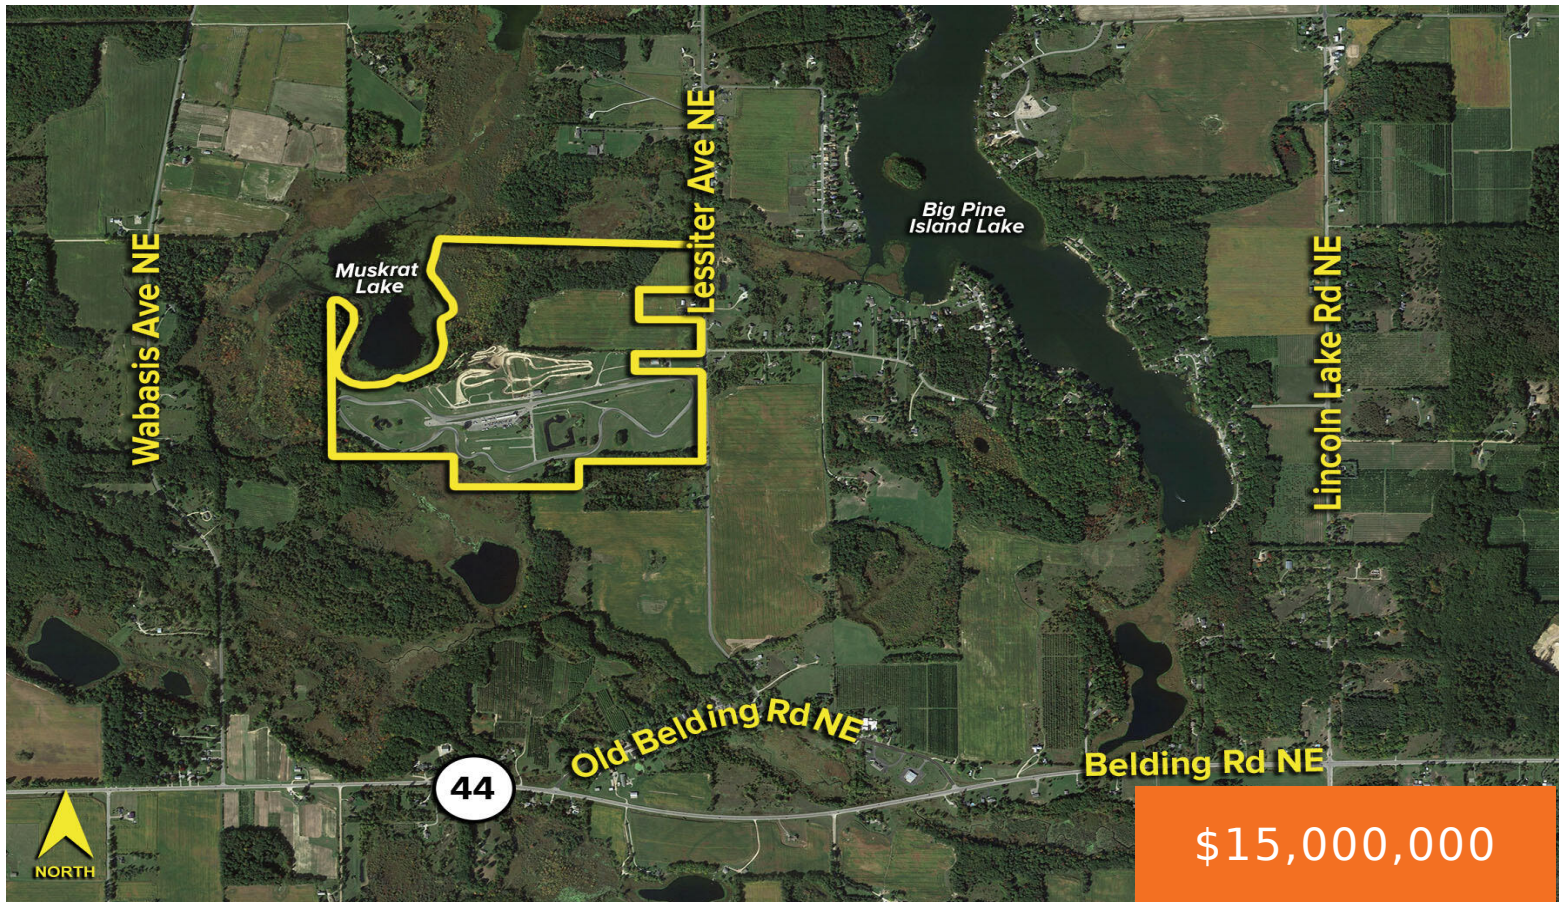 Lessiter Ave NE
Big Pine
Island Lake
Wabasis Ave NE
Muskrat
Lake
Lincoln Lake Rd NE
Old Belding Rd NE
Belding Rd NE
44
NORTH
$15,000,000